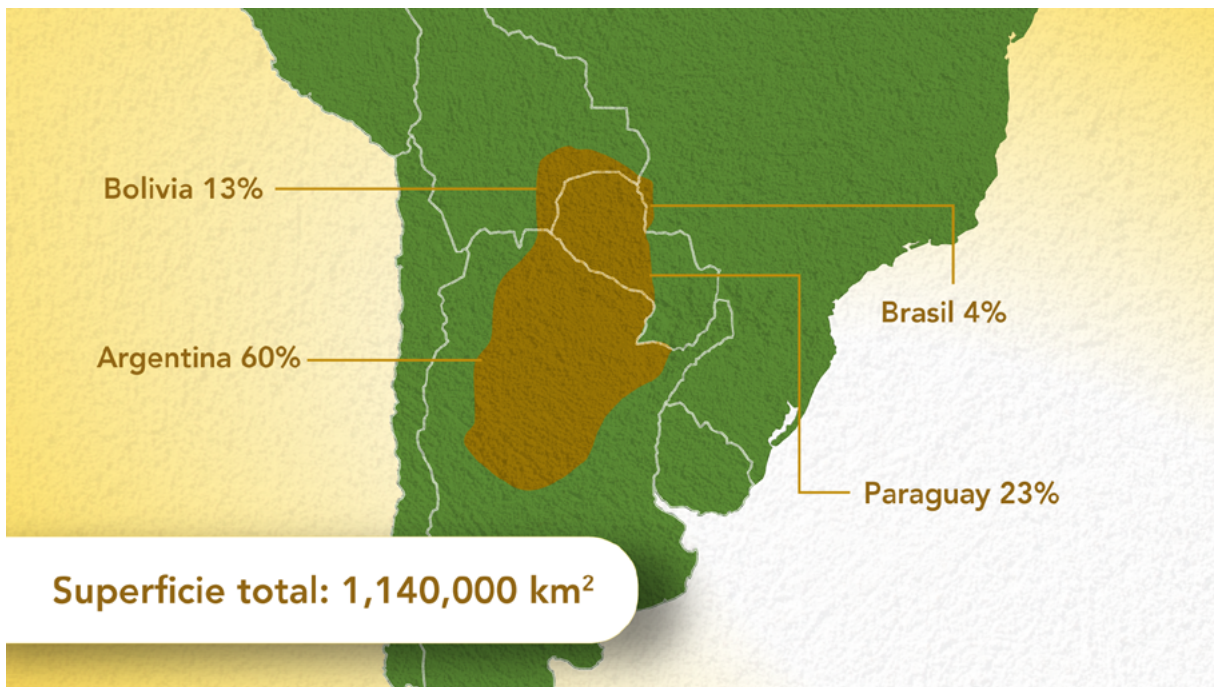 Bolivia 13%
Brasil 4%
Argentina 60%
Paraguay 23%
Superficie total: 1,140,000 km²